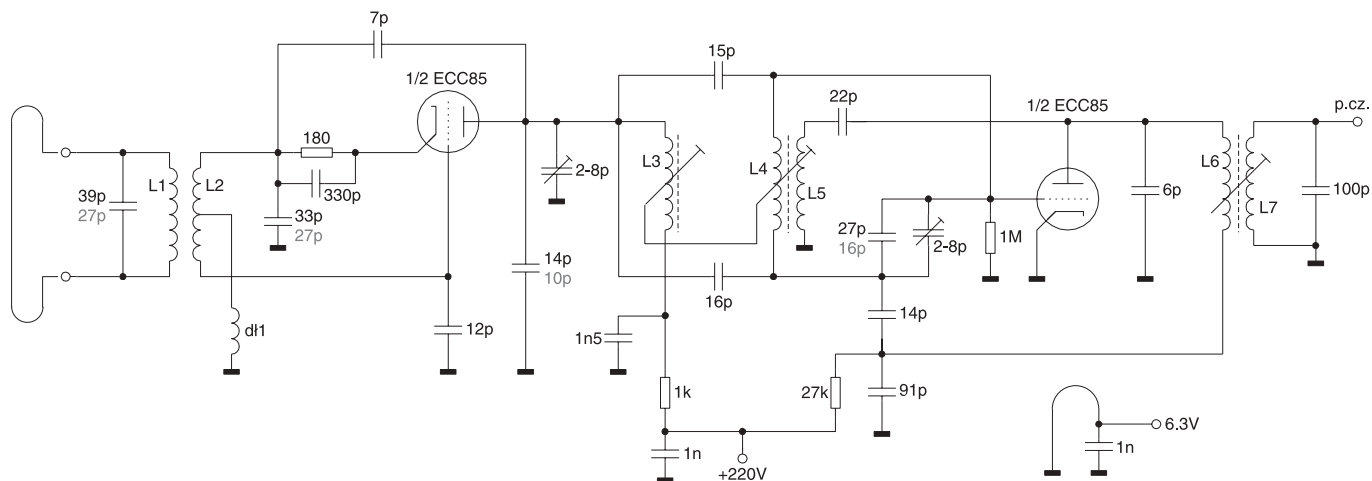 7p
1/2 ECC85
15p
22p
1/2 ECC85
p.cz.
180
330p
39p
27p
L1
L2
33p
27p
2-8p
L3
L4
L5
27p
16p
2-8p
1M
6p
L6
L7
100p
14p
10p
16p
12p
dł1
1n5
14p
1k
27k
91p
6.3V
1n
1n
+220V